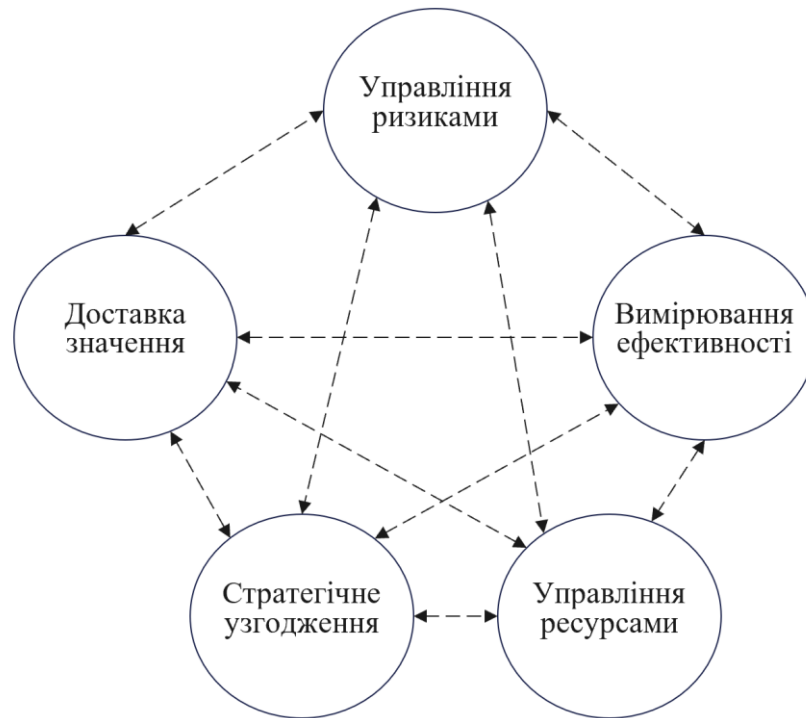 Управління
ризиками
Доставка
значення
Вимірювання
ефективності
Стратегічне
узгодження
Управління
ресурсами